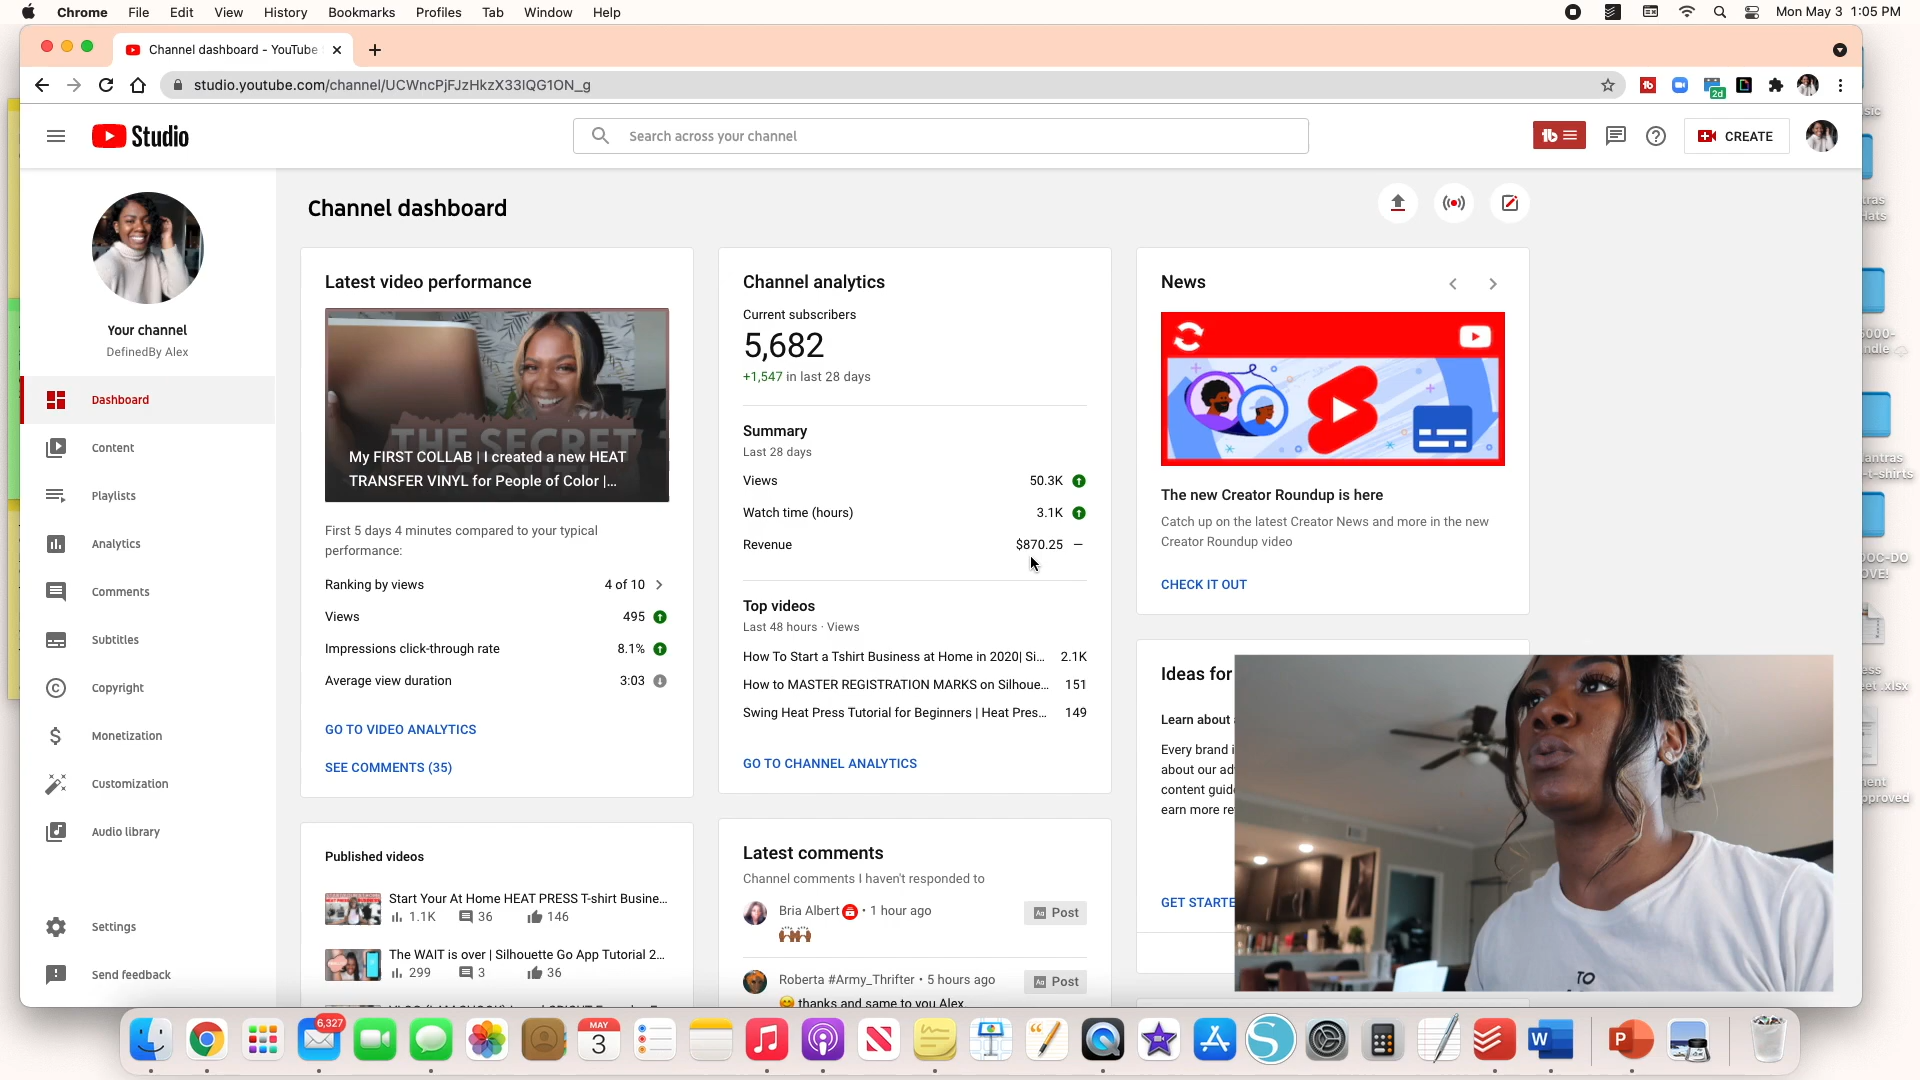 Chrome File Edit View History Bookmarks Profiles Tab Window Help Mon May 3 1:05 PM
Channel dashboard - YouTube
studio.youtube.com/channel/UCWncPjFJzHkzX33IQG1ON_g
2d
Studio
Search across your channel
CREATE
Your channel
DefinedBy Alex
Dashboard
Content
Playlists
Analytics
Comments
Subtitles
Copyright
Monetization
Customization
Audio library
Settings
Send feedback
Channel dashboard
Latest video performance
THE SECRET
My FIRST COLLAB | I created a new HEAT
TRANSFER VINYL for People of Color |...
First 5 days 4 minutes compared to your typical
performance:
Ranking by views 4 of 10
Views 495
Impressions click-through rate 8.1%
Average view duration 3:03
GO TO VIDEO ANALYTICS
SEE COMMENTS (35)
Published videos
Start Your At Home HEAT PRESS T-shirt Busine...
1.1K 36 146
The WAIT is over | Silhouette Go App Tutorial 2...
299 3 36
Channel analytics
Current subscribers
5,682
+1,547 in last 28 days
Summary
Last 28 days
Views 50.3K
Watch time (hours) 3.1K
Revenue $870.25 —
Top videos
Last 48 hours · Views
How To Start a Tshirt Business at Home in 2020| Si... 2.1K
How to MASTER REGISTRATION MARKS on Silhoue... 151
Swing Heat Press Tutorial for Beginners | Heat Pres... 149
GO TO CHANNEL ANALYTICS
Latest comments
Channel comments I haven't responded to
Bria Albert · 1 hour ago
Post
Roberta #Army_Thrifter · 5 hours ago
Post
thanks and same to you Alex
News
The new Creator Roundup is here
Catch up on the latest Creator News and more in the new
Creator Roundup video
CHECK IT OUT
Ideas for
Learn about
Every brand
about our
content
earn more
GET
TO
6,327
MAY
3